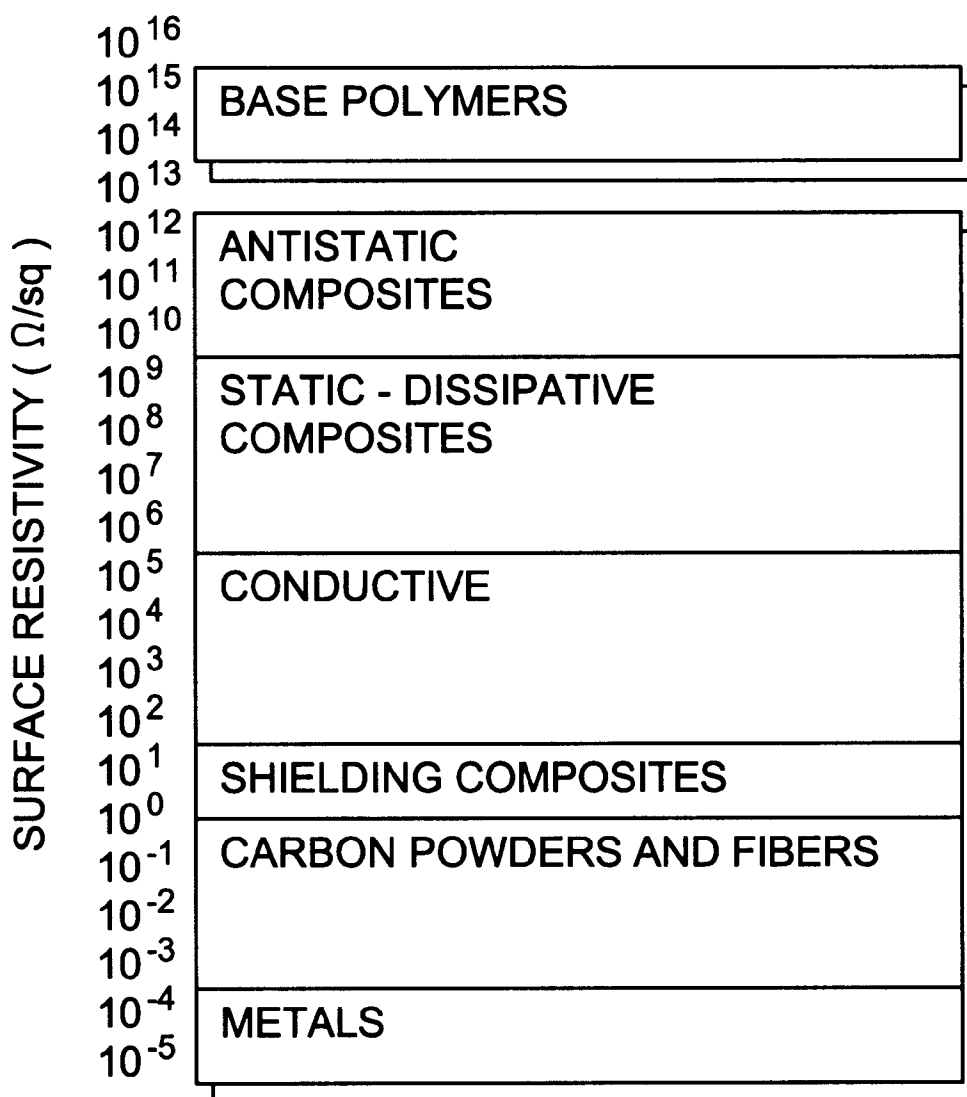 SURFACE RESISTIVITY ( Ω/sq )
10^16
10^15
BASE POLYMERS
10^14
10^13
10^12
ANTISTATIC
10^11
COMPOSITES
10^10
10^9
STATIC - DISSIPATIVE
10^8
COMPOSITES
10^7
10^6
10^5
CONDUCTIVE
10^4
10^3
10^2
10^1
SHIELDING COMPOSITES
10^0
10^-1
CARBON POWDERS AND FIBERS
10^-2
10^-3
10^-4
METALS
10^-5